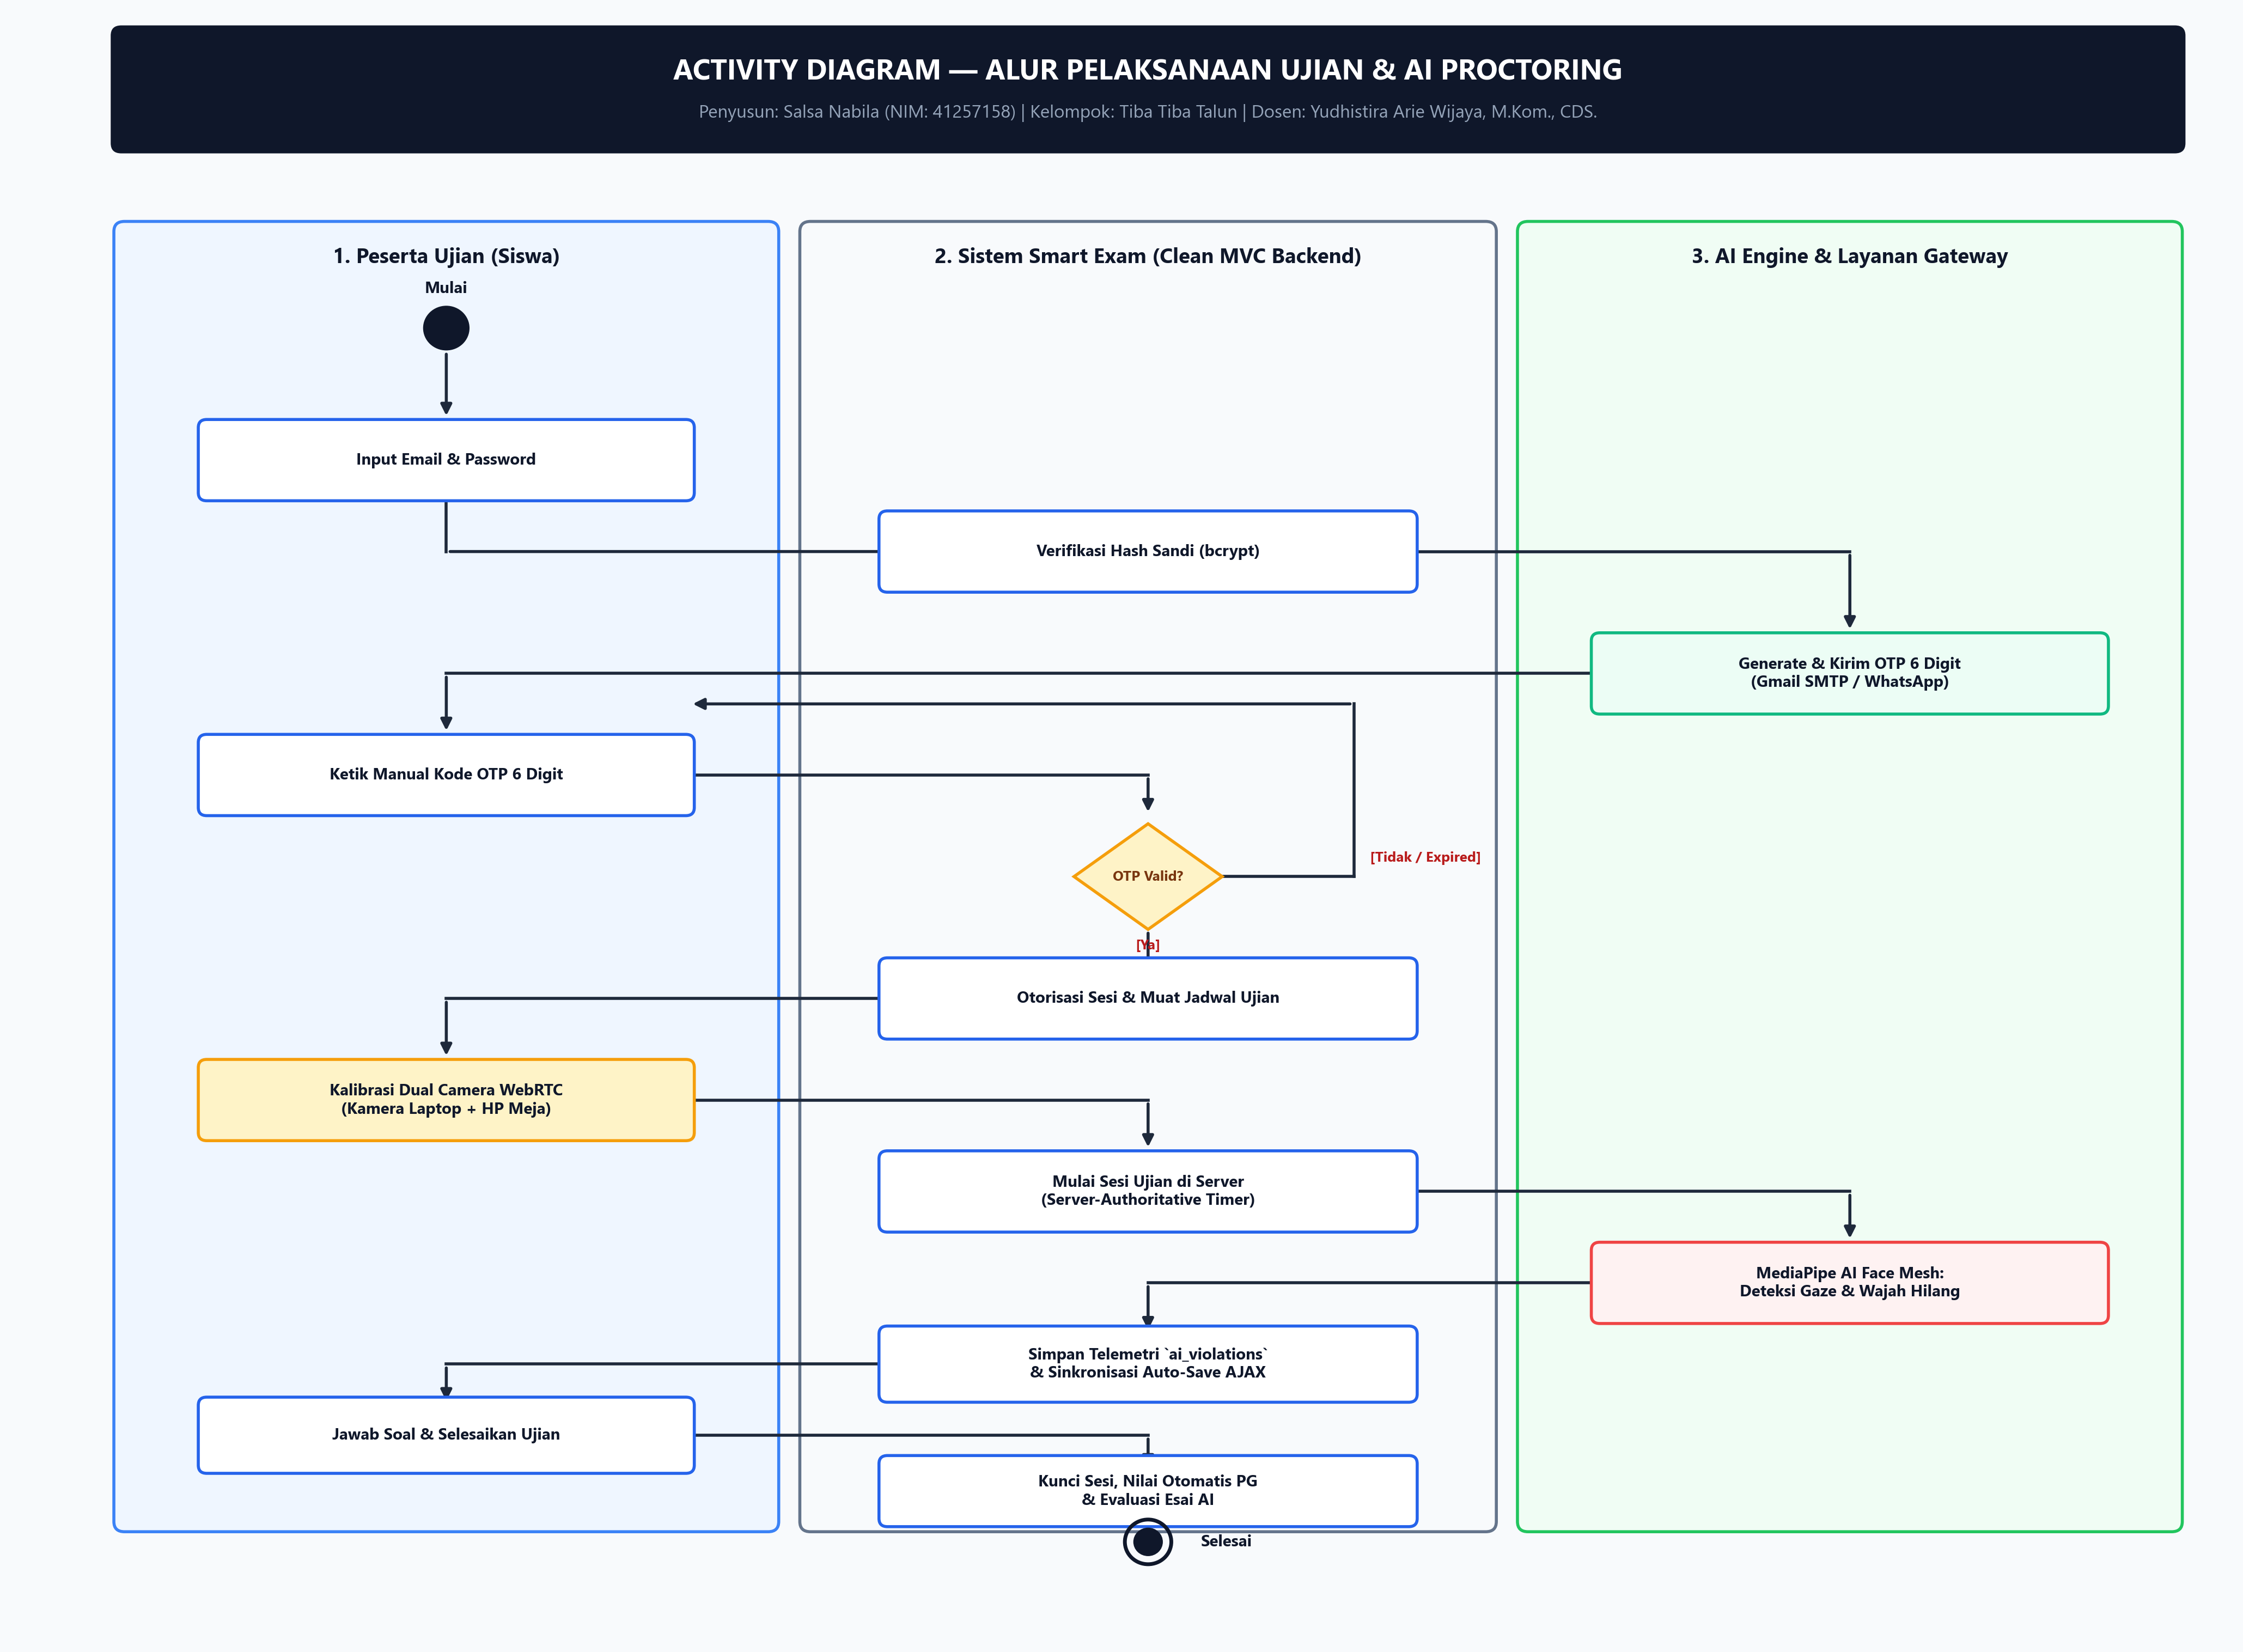 ACTIVITY DIAGRAM — ALUR PELAKSANAAN UJIAN & AI PROCTORING
Penyusun: Salsa Nabila (NIM: 41257158) | Kelompok: Tiba Tiba Talun | Dosen: Yudhistira Arie Wijaya, M.Kom., CDS.
1. Peserta Ujian (Siswa)
2. Sistem Smart Exam (Clean MVC Backend)
3. AI Engine & Layanan Gateway
Mulai
Input Email & Password
Verifikasi Hash Sandi (bcrypt)
Generate & Kirim OTP 6 Digit
(Gmail SMTP / WhatsApp)
Ketik Manual Kode OTP 6 Digit
OTP Valid?
[Tidak / Expired]
[Ya]
Otorisasi Sesi & Muat Jadwal Ujian
Kalibrasi Dual Camera WebRTC
(Kamera Laptop + HP Meja)
Mulai Sesi Ujian di Server
(Server-Authoritative Timer)
MediaPipe AI Face Mesh:
Deteksi Gaze & Wajah Hilang
Simpan Telemetri `ai_violations`
& Sinkronisasi Auto-Save AJAX
Jawab Soal & Selesaikan Ujian
Kunci Sesi, Nilai Otomatis PG
& Evaluasi Esai AI
Selesai